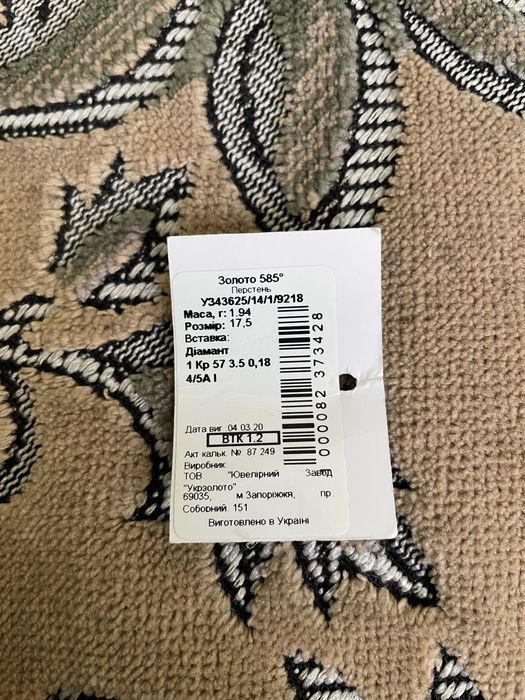 Золото 585°
Перстень
У343625/14/1/9218
Маса, г: 1.94
Розмір: 17,5
Вставка:
Діамант
1 Кр 57 3.5 0,18
4/5А І
000082 373428
Дата виг. 04.03.20
ВТК 1.2
Акт кальк. № 87 249
Виробник
ТОВ "Ювелірний Завод
"Укрзолото"
69035, м.Запоріжжя, пр.
Соборний 151
Виготовлено в Україні